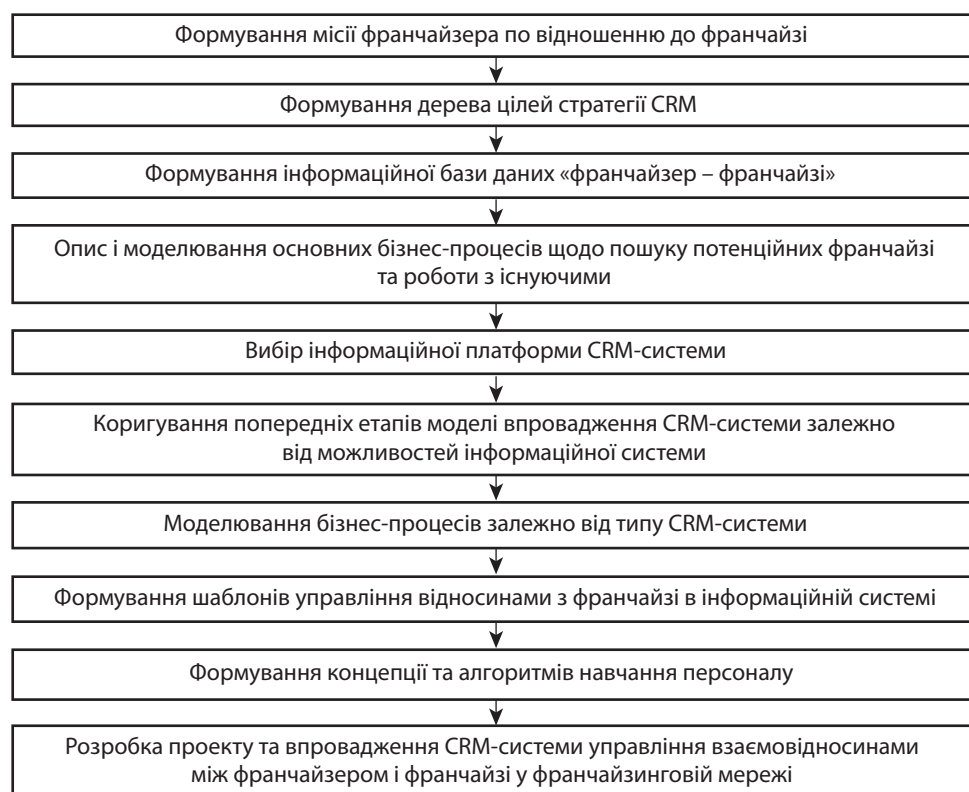 Формування місії франчайзера по відношенню до франчайзі
Формування дерева цілей стратегії CRM
Формування інформаційної бази даних «франчайзер – франчайзі»
Опис і моделювання основних бізнес-процесів щодо пошуку потенційних франчайзі
та роботи з існуючими
Вибір інформаційної платформи CRM-системи
Коригування попередніх етапів моделі впровадження CRM-системи залежно
від можливостей інформаційної системи
Моделювання бізнес-процесів залежно від типу CRM-системи
Формування шаблонів управління відносинами з франчайзі в інформаційній системі
Формування концепції та алгоритмів навчання персоналу
Розробка проекту та впровадження CRM-системи управління взаємовідносинами
між франчайзером і франчайзі у франчайзинговій мережі